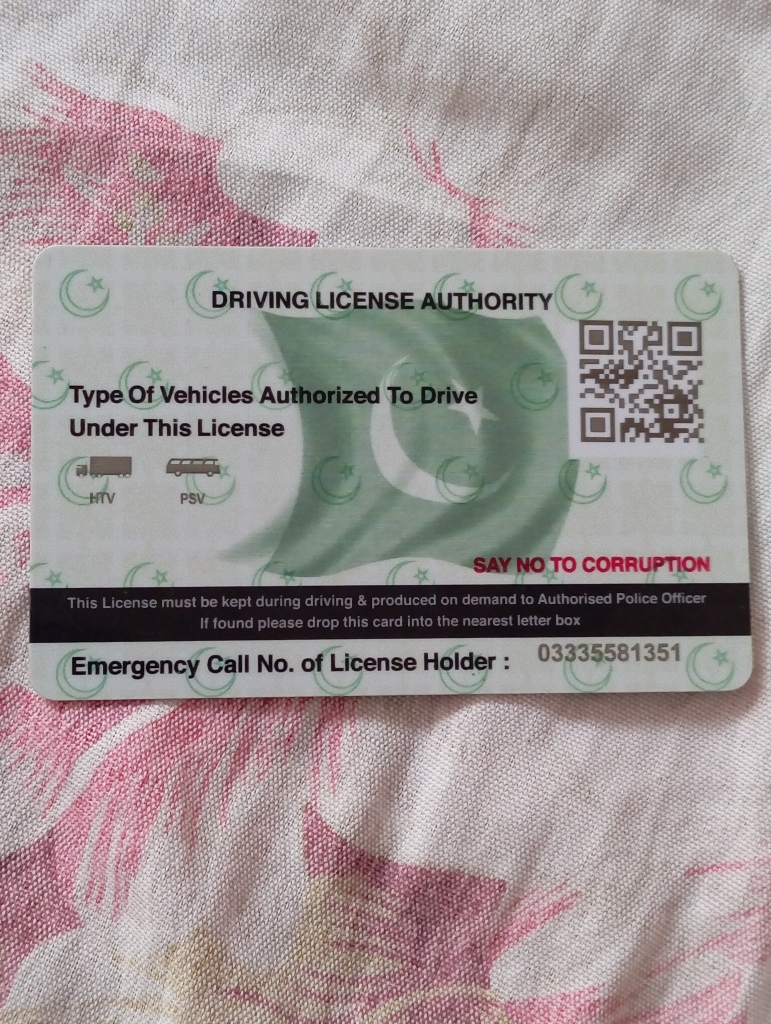 DRIVING LICENSE AUTHORITY
Type Of Vehicles Authorized To Drive
Under This License
HTV PSV
SAY NO TO CORRUPTION
This License must be kept during driving & produced on demand to Authorised Police Officer
If found please drop this card into the nearest letter box
Emergency Call No. of License Holder : 03335581351